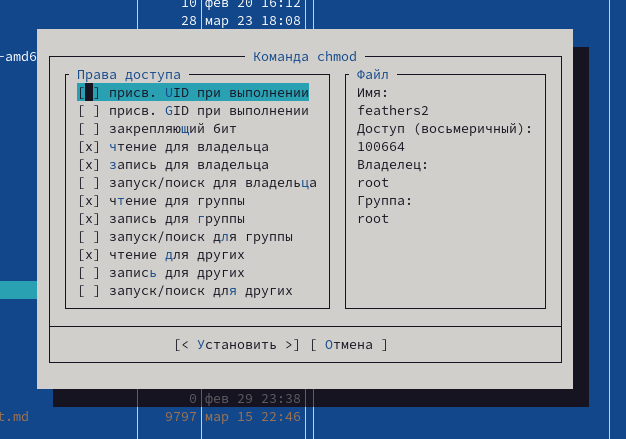 10 фев 20 16:12
28 мар 23 18:08
-amd6
Команда chmod
Права доступа
[ ] присв. UID при выполнении
[ ] присв. GID при выполнении
[ ] закрепляющий бит
[x] чтение для владельца
[x] запись для владельца
[ ] запуск/поиск для владельца
[x] чтение для группы
[x] запись для группы
[ ] запуск/поиск для группы
[x] чтение для других
[ ] запись для других
[ ] запуск/поиск для других
Файл
Имя:
feathers2
Доступ (восьмеричный):
100664
Владелец:
root
Группа:
root
[< Установить >] [ Отмена ]
0 фев 29 23:38
t.md 9797 мар 15 22:46